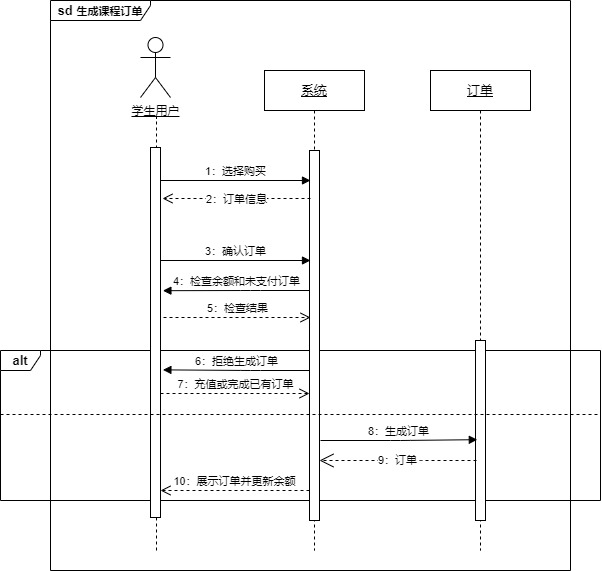 sd 生成课程订单
学生用户
系统
订单
1：选择购买
2：订单信息
3：确认订单
4：检查余额和未支付订单
5：检查结果
alt
6：拒绝生成订单
7：充值或完成已有订单
8：生成订单
9：订单
10：展示订单并更新余额